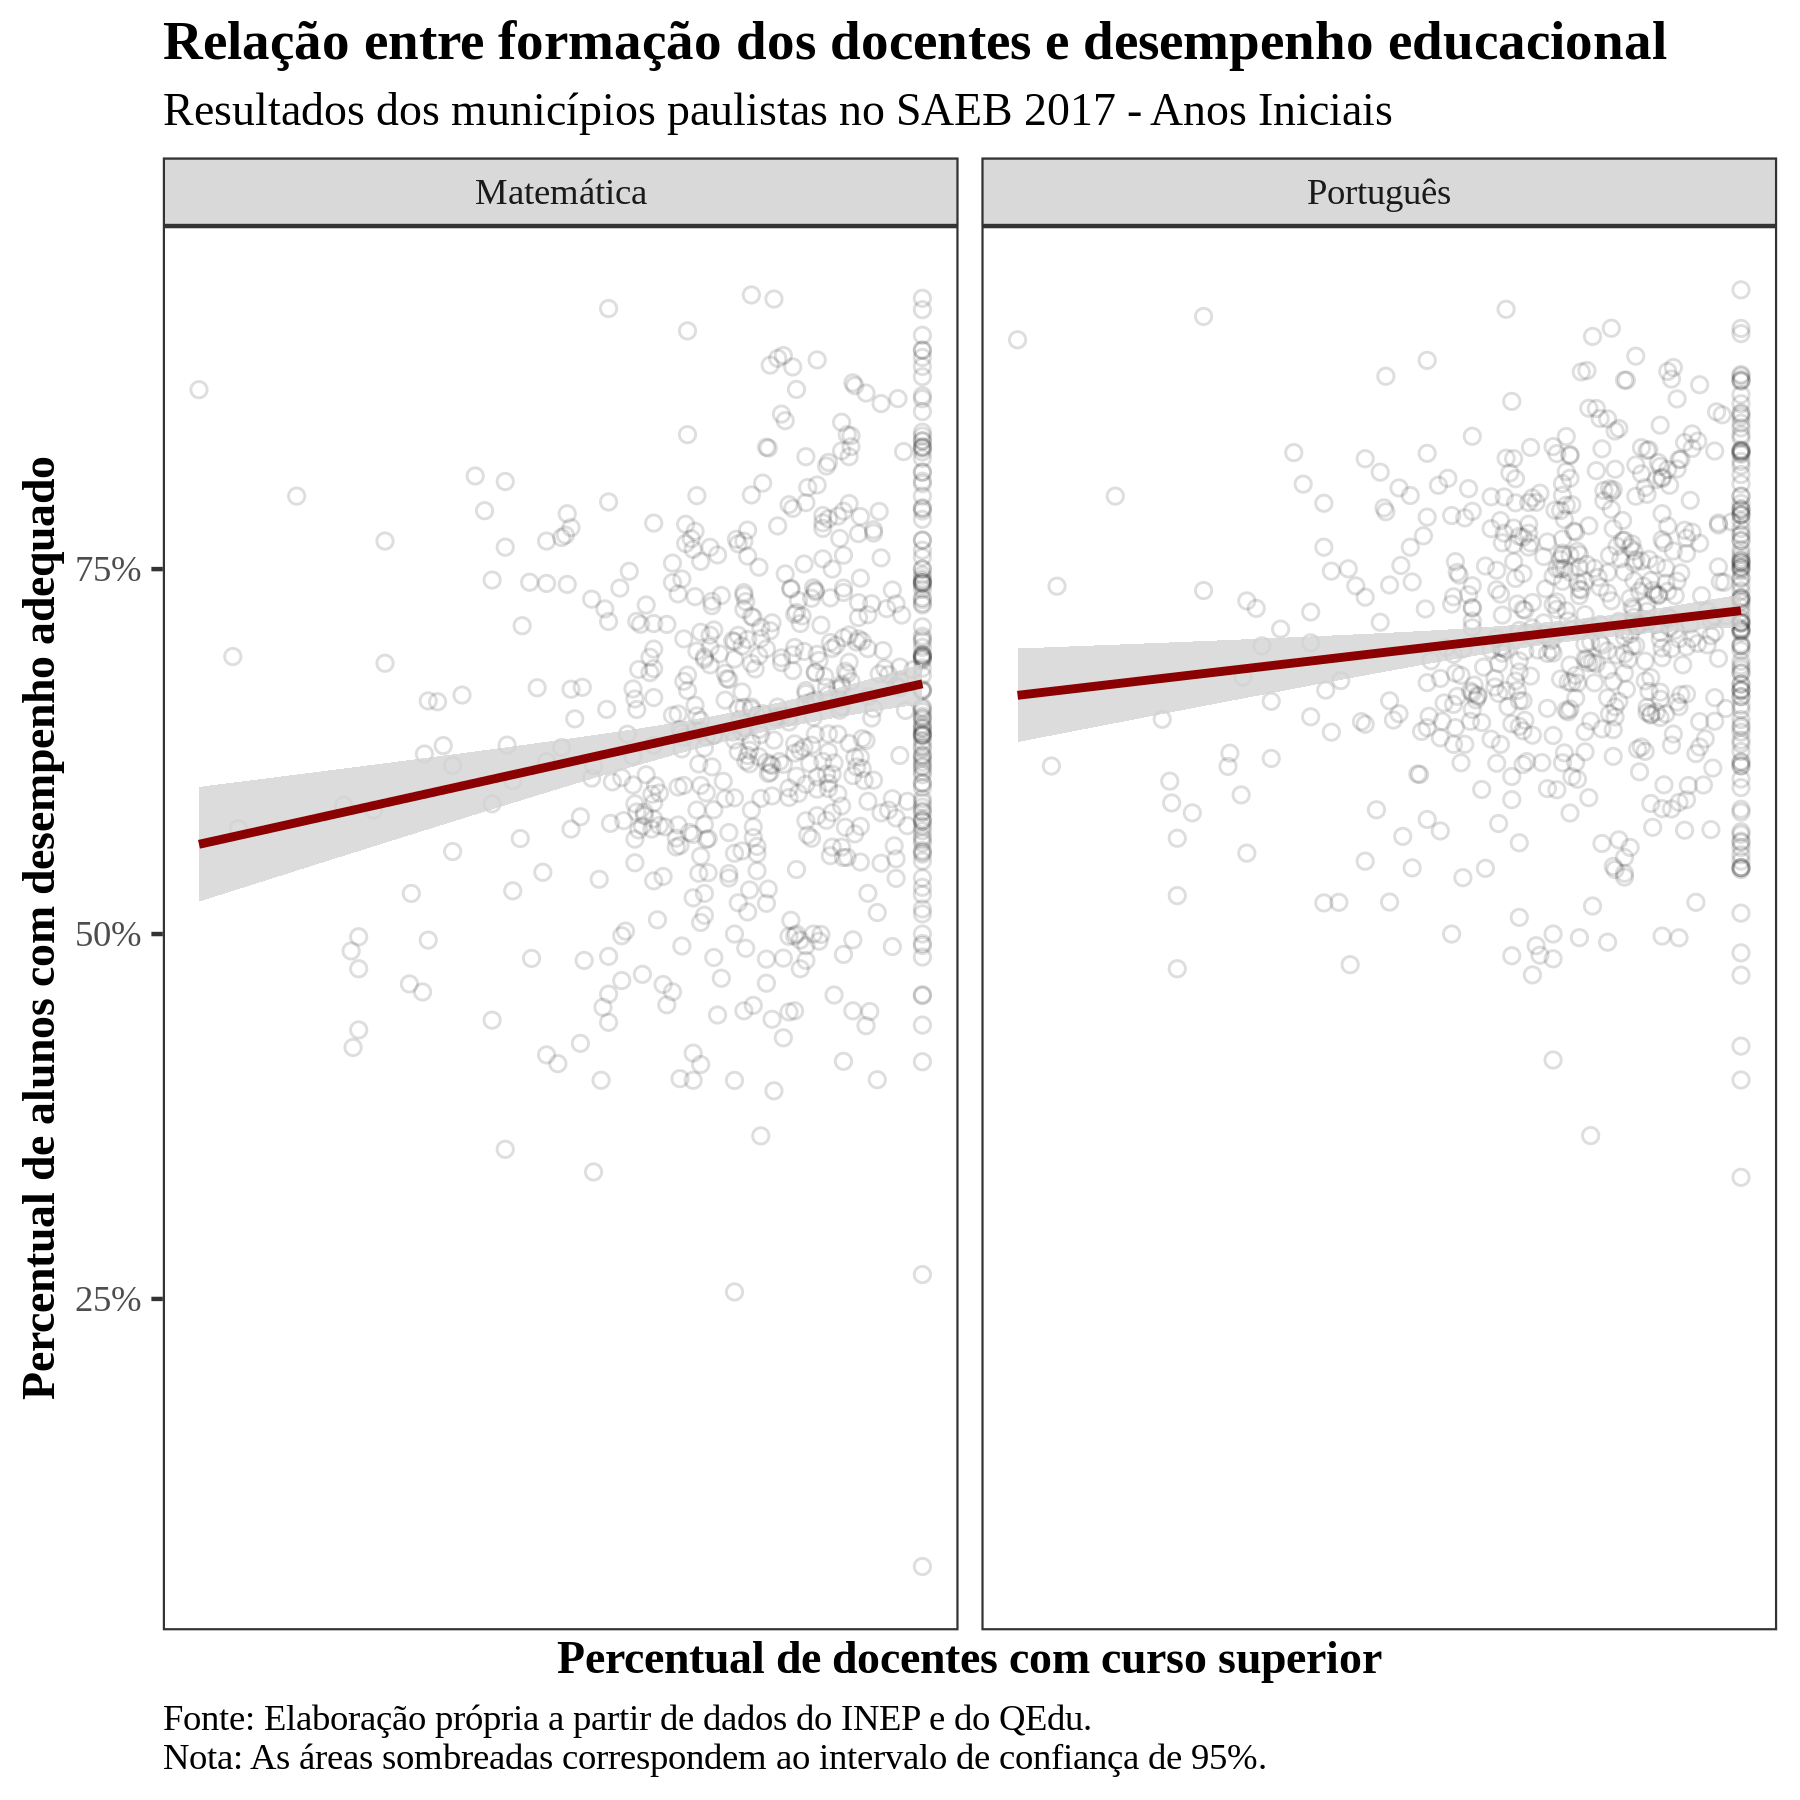 Relação entre formação dos docentes e desempenho educacional
Resultados dos municípios paulistas no SAEB 2017 - Anos Iniciais
Matemática
Português
Percentual de alunos com desempenho adequado
75%
50%
25%
Percentual de docentes com curso superior
Fonte: Elaboração própria a partir de dados do INEP e do QEdu.
Nota: As áreas sombreadas correspondem ao intervalo de confiança de 95%.